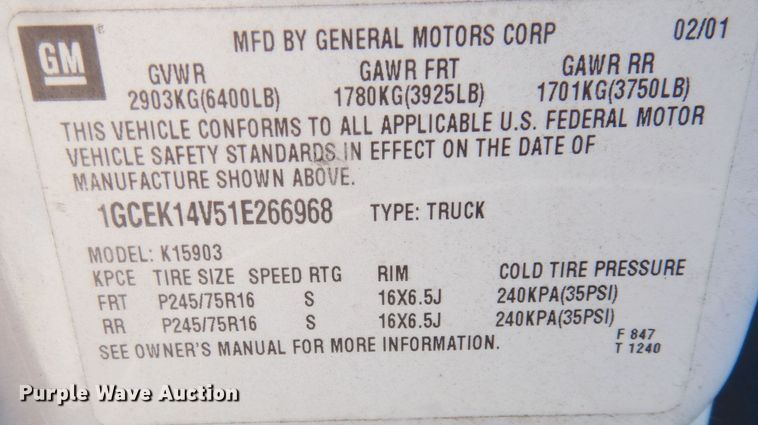 GM
MFD BY GENERAL MOTORS CORP 02/01
GVWR GAWR FRT GAWR RR
2903KG(6400LB) 1780KG(3925LB) 1701KG(3750LB)
THIS VEHICLE CONFORMS TO ALL APPLICABLE U.S. FEDERAL MOTOR
VEHICLE SAFETY STANDARDS IN EFFECT ON THE DATE OF
MANUFACTURE SHOWN ABOVE.
1GCEK14V51E266968 TYPE: TRUCK
MODEL: K15903
KPCE TIRE SIZE SPEED RTG RIM COLD TIRE PRESSURE
FRT P245/75R16 S 16X6.5J 240KPA(35PSI)
RR P245/75R16 S 16X6.5J 240KPA(35PSI)
SEE OWNER'S MANUAL FOR MORE INFORMATION.
F 847
T 1240
Purple Wave Auction